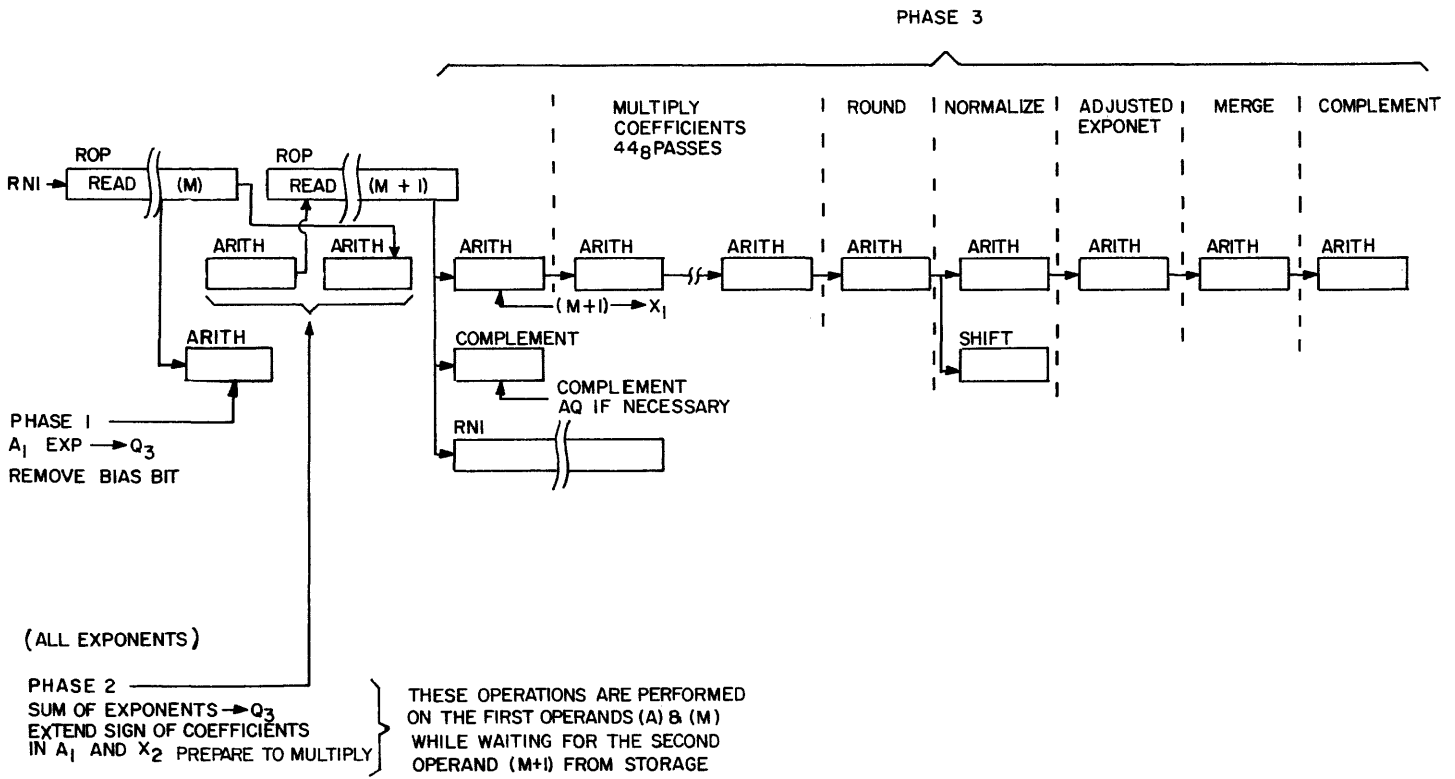 PHASE 3
MULTIPLY
COEFFICIENTS
44₈ PASSES
ROUND
NORMALIZE
ADJUSTED
EXPONET
MERGE
COMPLEMENT
ROP
ROP
RNI
READ (M)
READ (M + 1)
ARITH
ARITH
ARITH
ARITH
ARITH
ARITH
ARITH
ARITH
ARITH
ARITH
(M+1) → X₁
ARITH
COMPLEMENT
SHIFT
COMPLEMENT
AQ IF NECESSARY
PHASE 1
A₁ EXP → Q₃
REMOVE BIAS BIT
RNI
(ALL EXPONENTS)
PHASE 2
SUM OF EXPONENTS → Q₃
EXTEND SIGN OF COEFFICIENTS
IN A₁ AND X₂ PREPARE TO MULTIPLY
THESE OPERATIONS ARE PERFORMED
ON THE FIRST OPERANDS (A) & (M)
WHILE WAITING FOR THE SECOND
OPERAND (M+1) FROM STORAGE